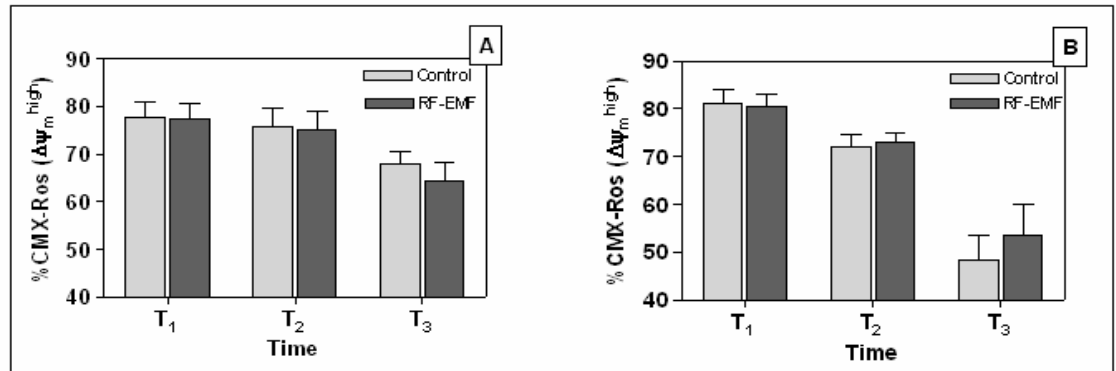 A
90
80
70
60
50
40
%CMX-Ros (Δψm high)
Control
RF-EMF
T1
T2
T3
Time
B
90
80
70
60
50
40
% CMX-Ros (Δψm high)
Control
RF-EMF
T1
T2
T3
Time